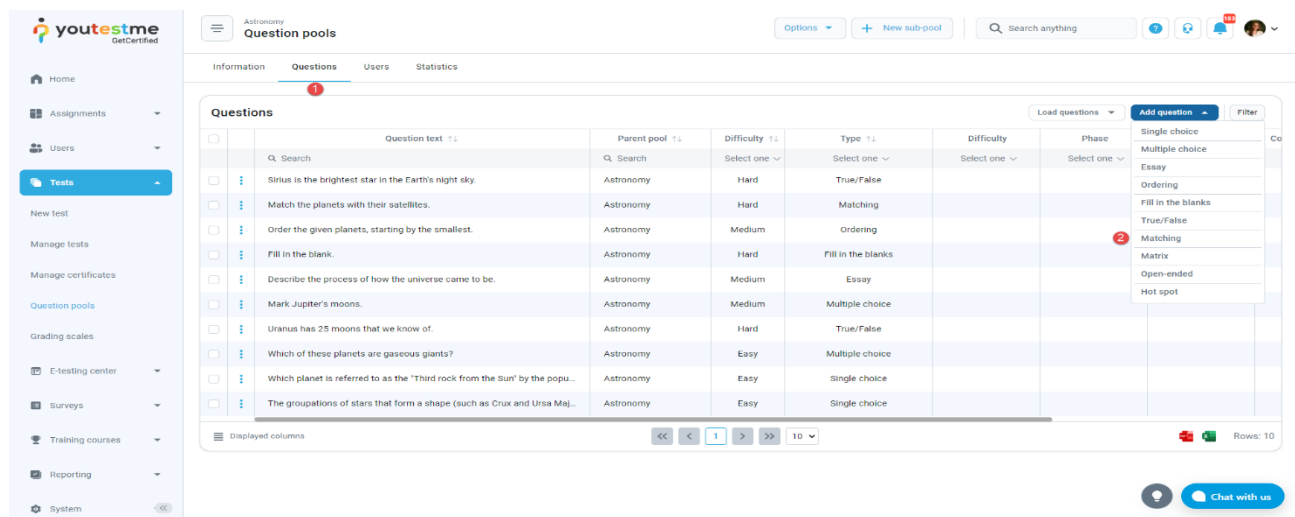 youtestme
GetCertified
Home
Assignments
Users
Tests
New test
Manage tests
Manage certificates
Question pools
Grading scales
E-testing center
Surveys
Training courses
Reporting
System
Astronomy
Question pools
Options
+ New sub-pool
Search anything
?
183
Information Questions Users Statistics
1
Questions
Load questions Add question Filter
Question text Parent pool Difficulty Type Difficulty Phase Co
Search Search Select one Select one Select one Select one
Sirius is the brightest star in the Earth's night sky. Astronomy Hard True/False
Match the planets with their satellites. Astronomy Hard Matching
Order the given planets, starting by the smallest. Astronomy Medium Ordering
Fill in the blank. Astronomy Hard Fill in the blanks
Describe the process of how the universe came to be. Astronomy Medium Essay
Mark Jupiter's moons. Astronomy Medium Multiple choice
Uranus has 25 moons that we know of. Astronomy Hard True/False
Which of these planets are gaseous giants? Astronomy Easy Multiple choice
Which planet is referred to as the "Third rock from the Sun" by the popu... Astronomy Easy Single choice
The groupations of stars that form a shape (such as Crux and Ursa Maj... Astronomy Easy Single choice
Single choice
Multiple choice
Essay
Ordering
Fill in the blanks
True/False
2 Matching
Matrix
Open-ended
Hot spot
Displayed columns << < 1 > >> 10 Rows: 10
Chat with us